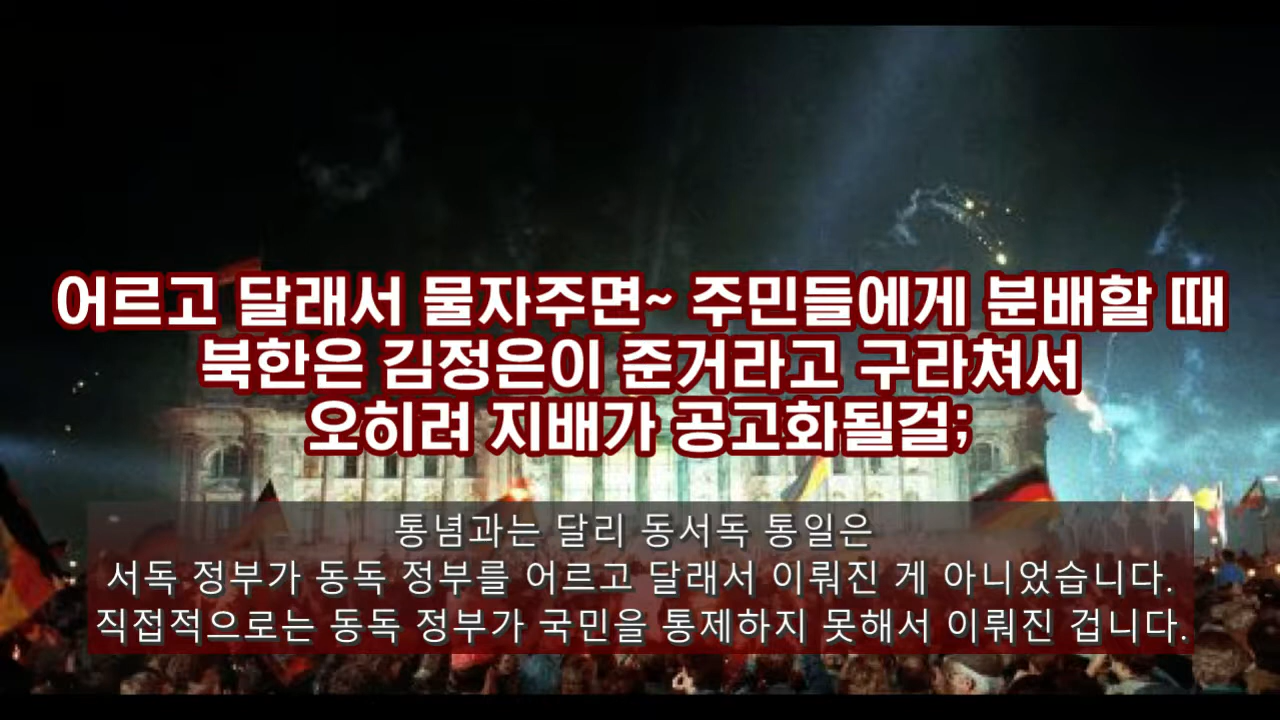 어르고 달래서 물자주면~ 주민들에게 분배할 때
북한은 김정은이 준거라고 구라쳐서
오히려 지배가 공고화될걸;
통념과는 달리 동서독 통일은
서독 정부가 동독 정부를 어르고 달래서 이뤄진 게 아니었습니다.
직접적으로는 동독 정부가 국민을 통제하지 못해서 이뤄진 겁니다.